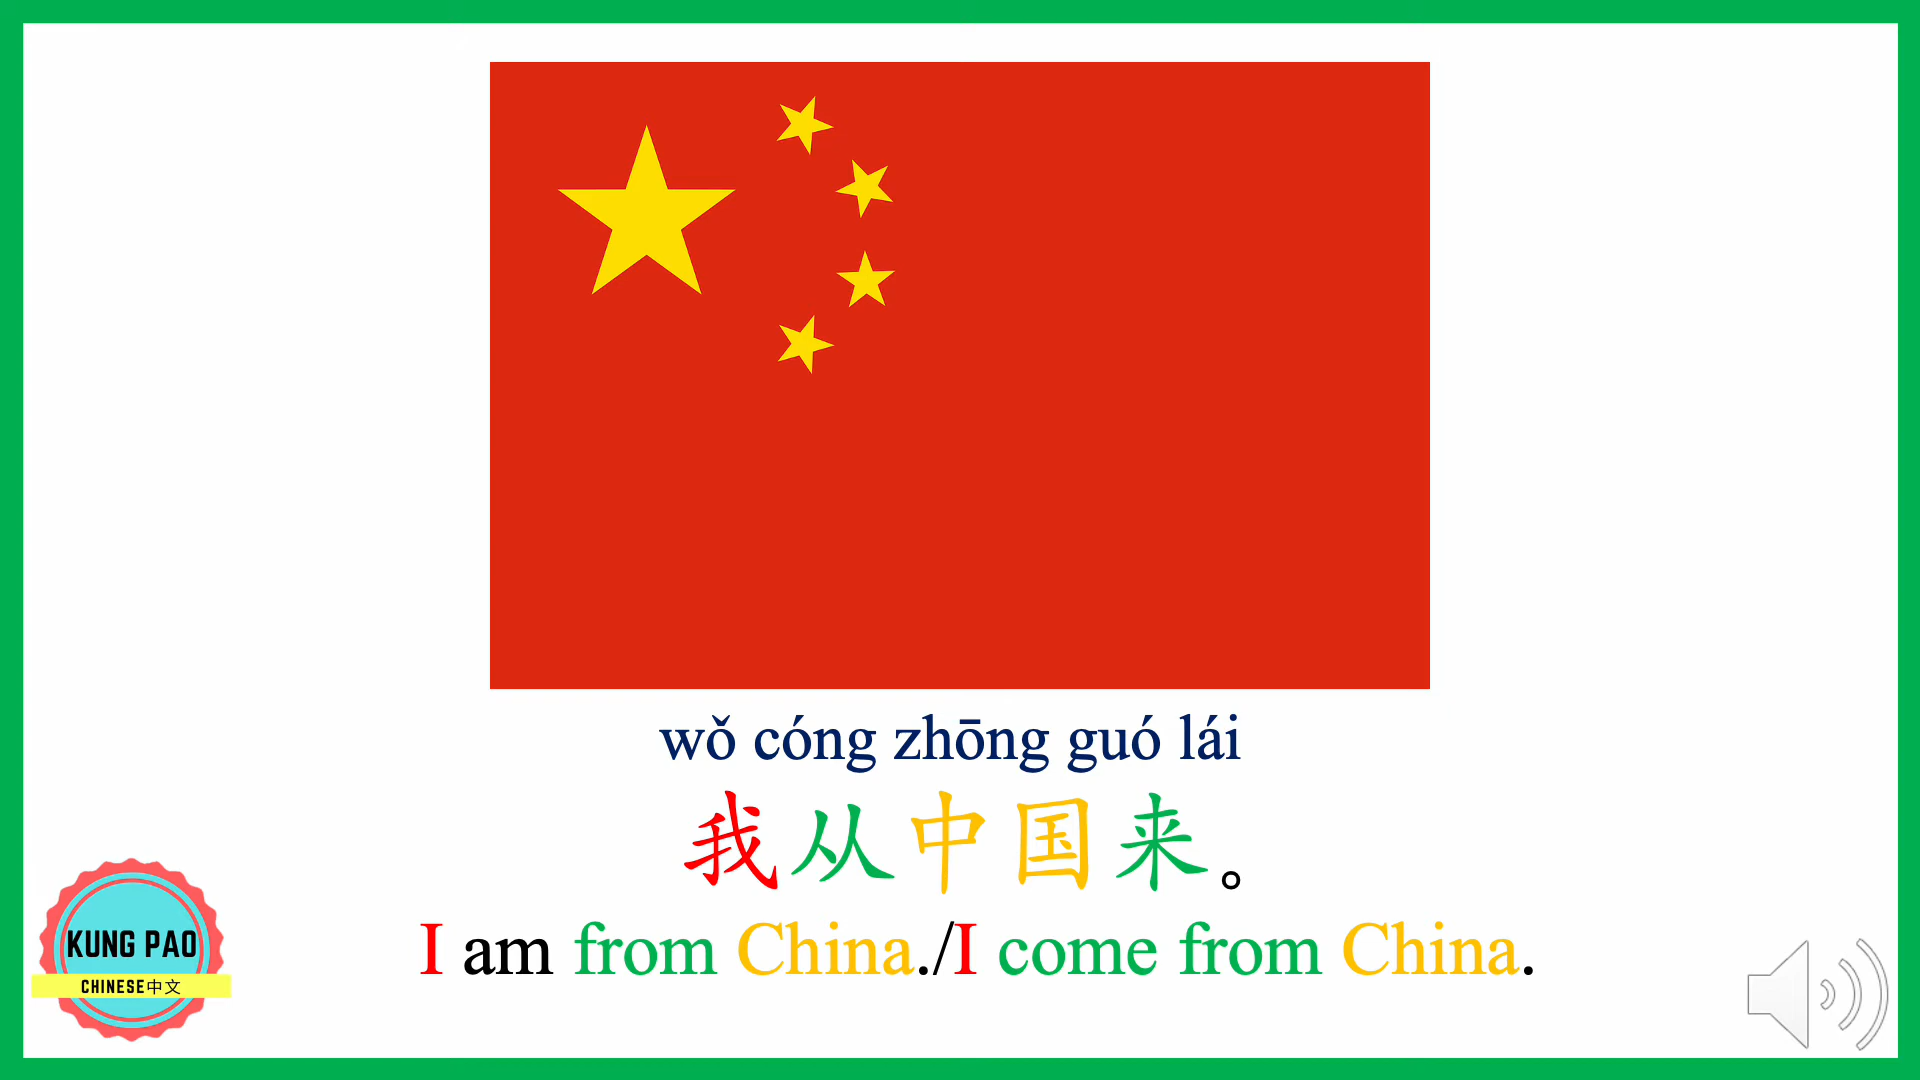 wǒ cóng zhōng guó lái
我从中国来。
I am from China./I come from China.
KUNG PAO
CHINESE中文